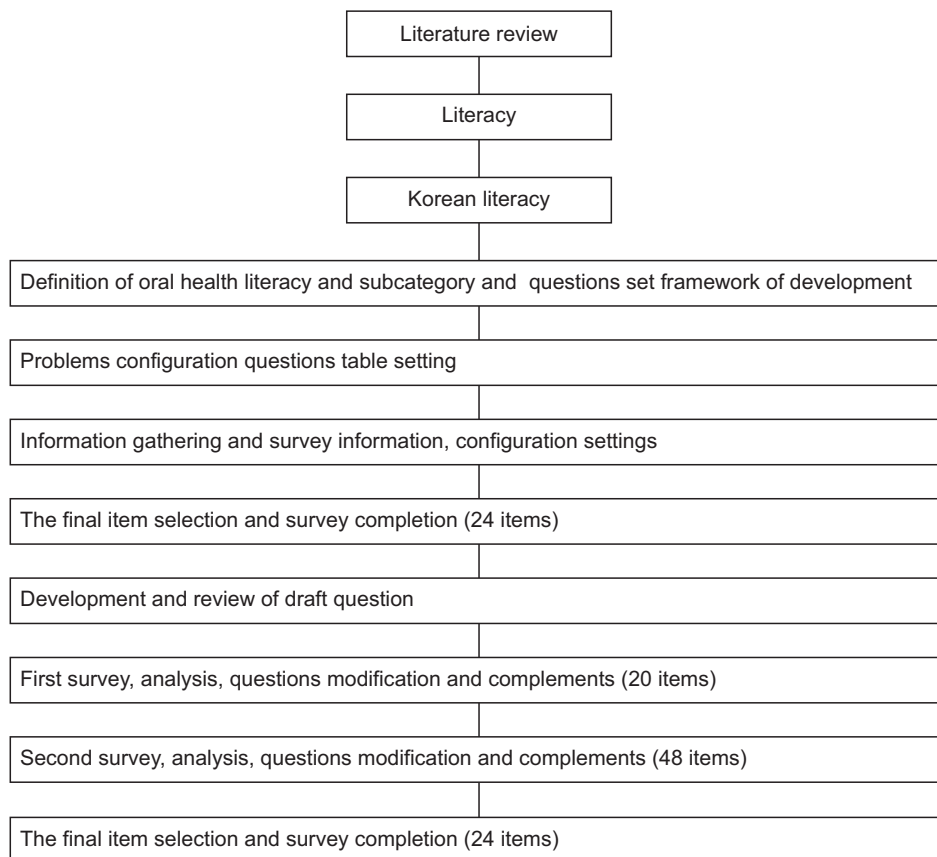 Literature review
Literacy
Korean literacy
Definition of oral health literacy and subcategory and questions set framework of development
Problems configuration questions table setting
Information gathering and survey information, configuration settings
The final item selection and survey completion (24 items)
Development and review of draft question
First survey, analysis, questions modification and complements (20 items)
Second survey, analysis, questions modification and complements (48 items)
The final item selection and survey completion (24 items)